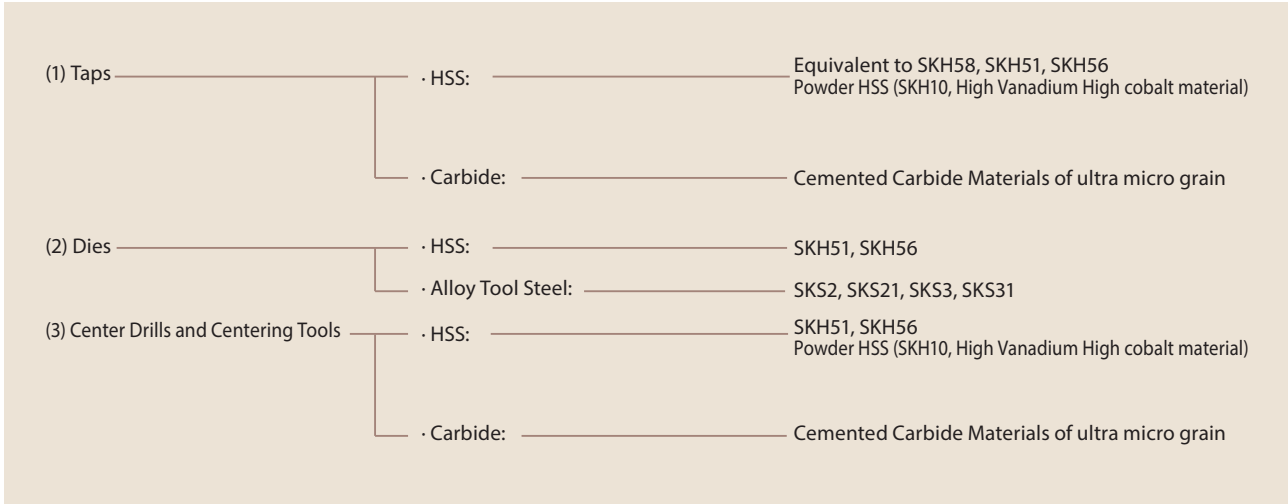 (1) Taps · HSS: Equivalent to SKH58, SKH51, SKH56
Powder HSS (SKH10, High Vanadium High cobalt material)
· Carbide: Cemented Carbide Materials of ultra micro grain
(2) Dies · HSS: SKH51, SKH56
· Alloy Tool Steel: SKS2, SKS21, SKS3, SKS31
(3) Center Drills and Centering Tools · HSS: SKH51, SKH56
Powder HSS (SKH10, High Vanadium High cobalt material)
· Carbide: Cemented Carbide Materials of ultra micro grain